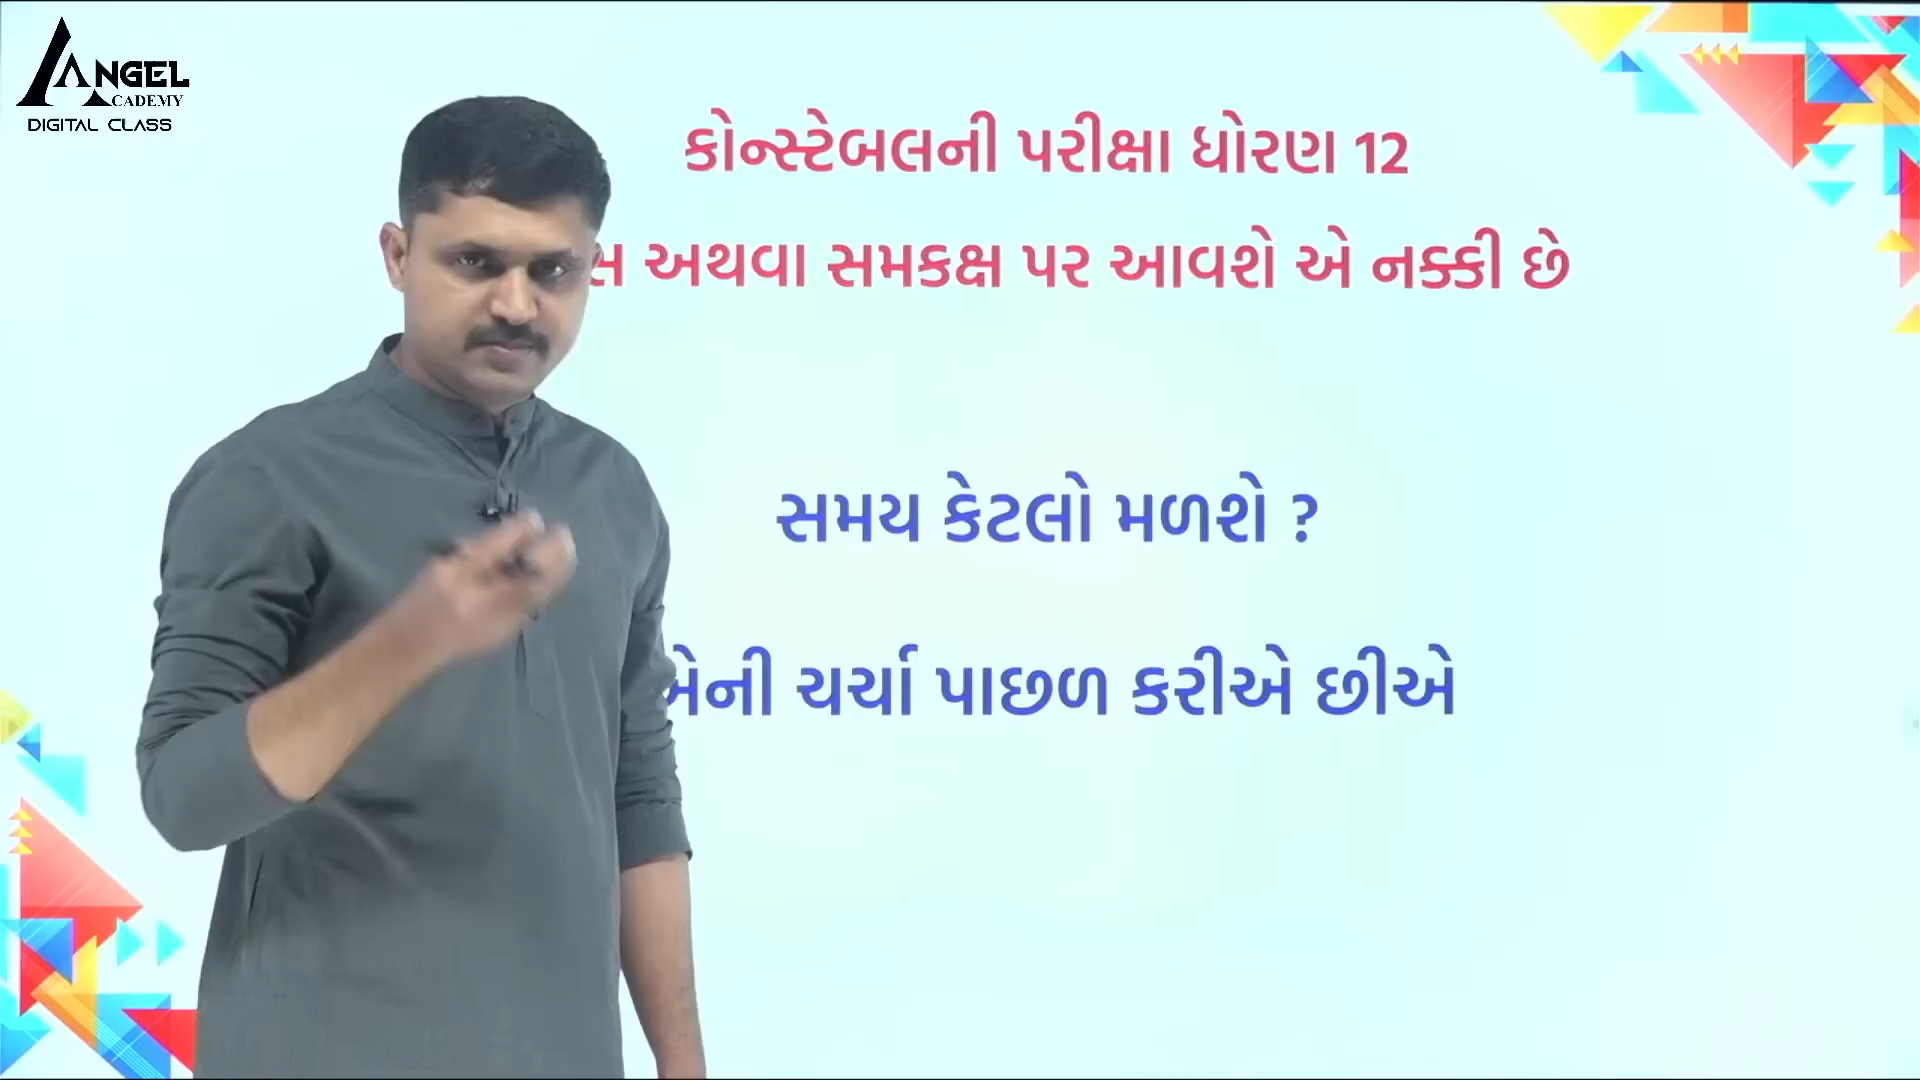 ANGEL
ACADEMY
DIGITAL CLASS
કોન્સ્ટેબલની પરીક્ષા ધોરણ 12
અથવા સમકક્ષ પર આવશે એ નક્કી છે
સમય કેટલો મળશે ?
એની ચર્ચા પાછળ કરીએ છીએ